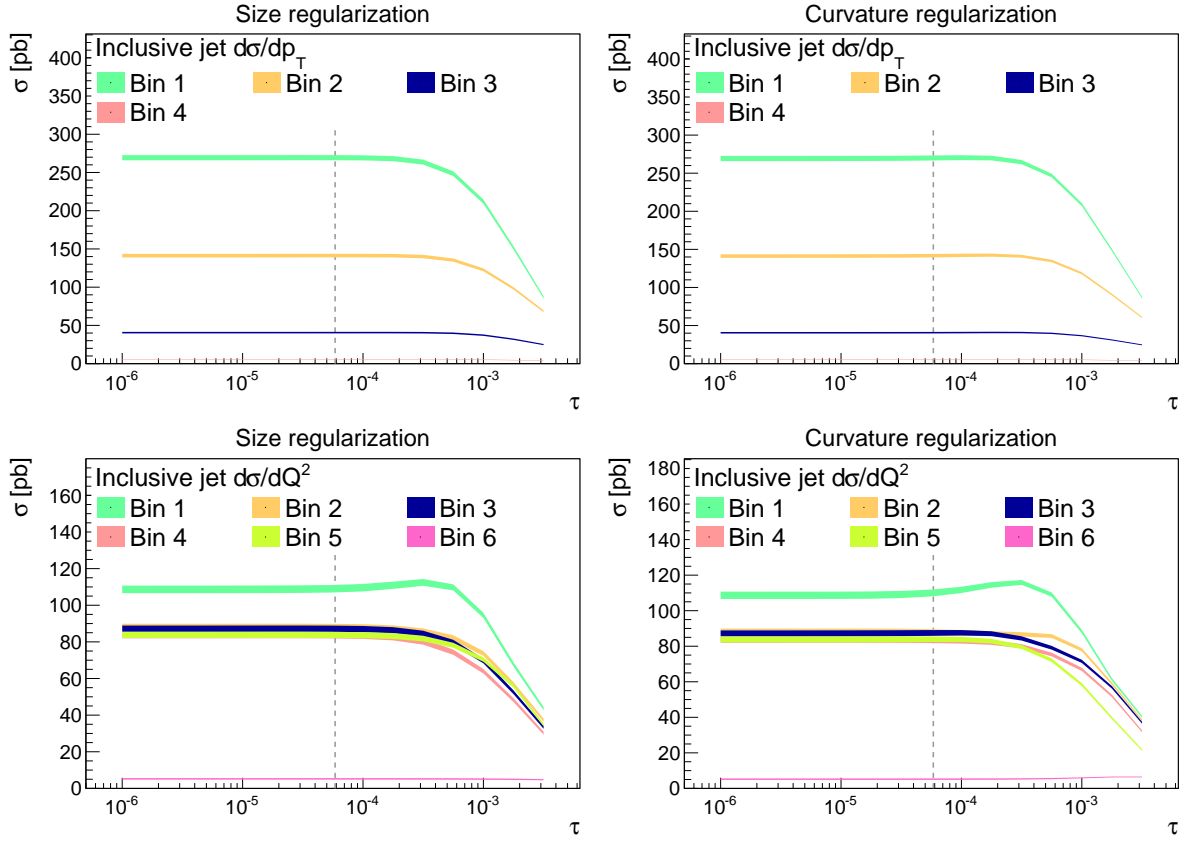 Size regularization
σ [pb]
Inclusive jet dσ/dp_T
Bin 1 Bin 2 Bin 3
Bin 4
400
350
300
250
200
150
100
50
0
10^-6 10^-5 10^-4 10^-3
τ
Curvature regularization
σ [pb]
Inclusive jet dσ/dp_T
Bin 1 Bin 2 Bin 3
Bin 4
400
350
300
250
200
150
100
50
0
10^-6 10^-5 10^-4 10^-3
τ
Size regularization
σ [pb]
Inclusive jet dσ/dQ^2
Bin 1 Bin 2 Bin 3
Bin 4 Bin 5 Bin 6
160
140
120
100
80
60
40
20
0
10^-6 10^-5 10^-4 10^-3
τ
Curvature regularization
σ [pb]
Inclusive jet dσ/dQ^2
Bin 1 Bin 2 Bin 3
Bin 4 Bin 5 Bin 6
180
160
140
120
100
80
60
40
20
0
10^-6 10^-5 10^-4 10^-3
τ